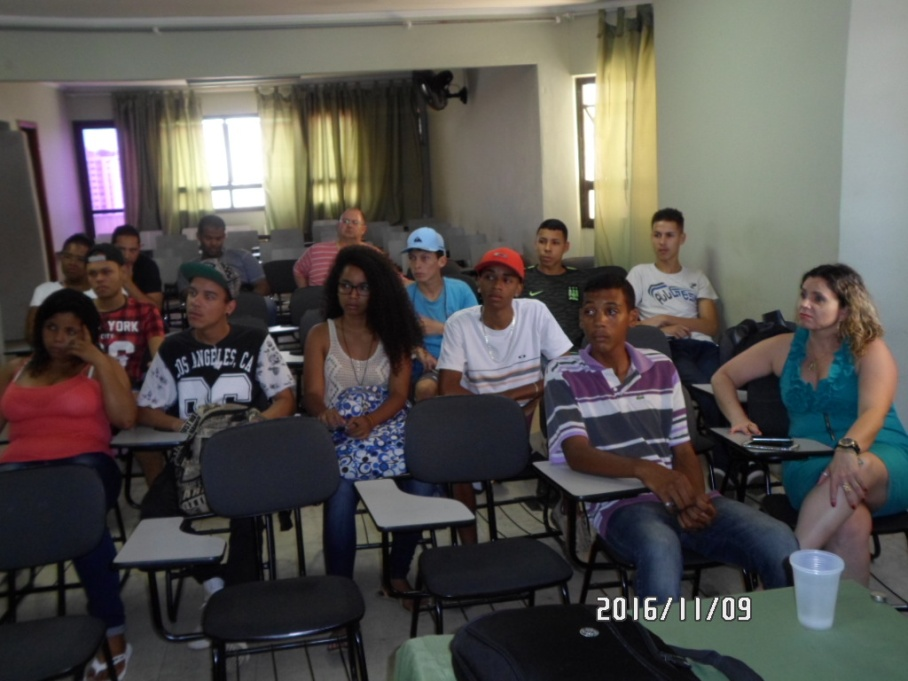 LOS ANGELES, CA
YORK
2016/11/09